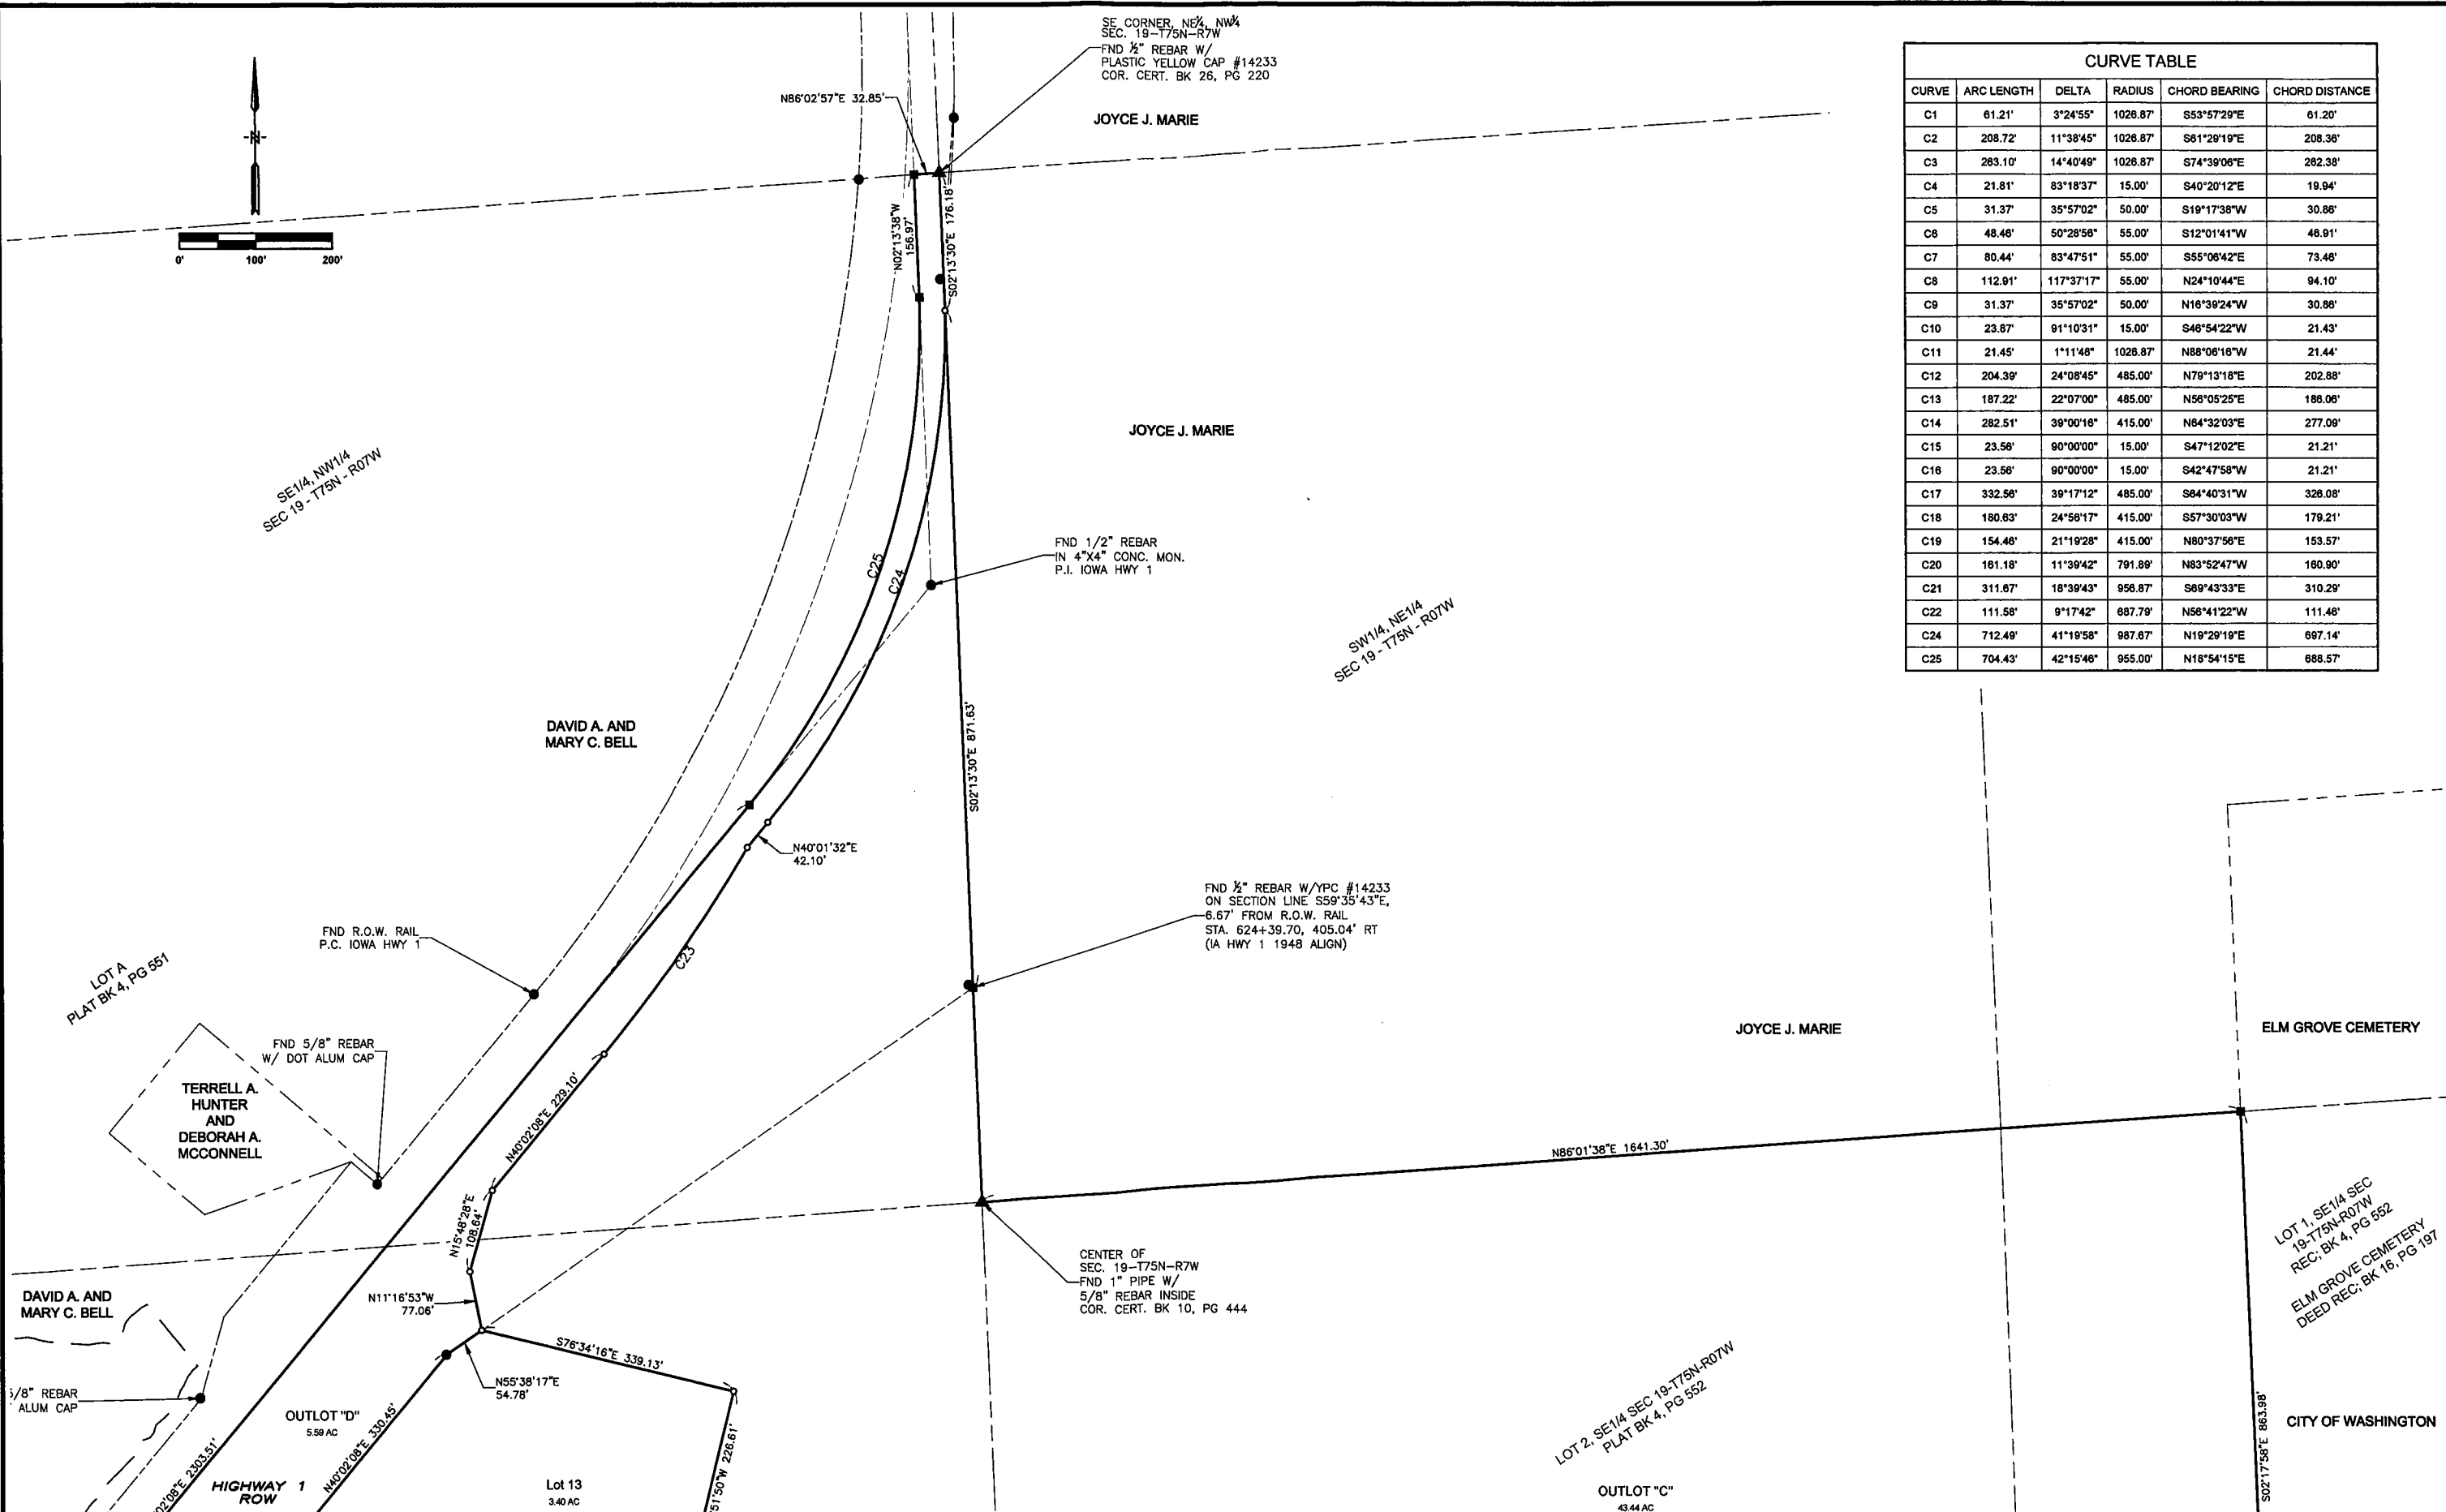 SE CORNER, NE¼, NW¼
SEC. 19-T75N-R7W
FND ½" REBAR W/
PLASTIC YELLOW CAP #14233
COR. CERT. BK 26, PG 220
N86°02'57"E 32.85'
JOYCE J. MARIE
-N-
0' 100' 200'
N02°13'38"W
156.97'
S02°13'30"E 176.18'
CURVE TABLE
CURVE ARC LENGTH DELTA RADIUS CHORD BEARING CHORD DISTANCE
C1 61.21' 3°24'55" 1026.87' S53°57'29"E 61.20'
C2 208.72' 11°38'45" 1026.87' S61°29'19"E 208.36'
C3 263.10' 14°40'49" 1026.87' S74°39'06"E 262.38'
C4 21.81' 83°18'37" 15.00' S40°20'12"E 19.94'
C5 31.37' 35°57'02" 50.00' S19°17'38"W 30.86'
C6 48.46' 50°28'56" 55.00' S12°01'41"W 46.91'
C7 80.44' 83°47'51" 55.00' S55°06'42"E 73.46'
C8 112.91' 117°37'17" 55.00' N24°10'44"E 94.10'
C9 31.37' 35°57'02" 50.00' N16°39'24"W 30.86'
C10 23.87' 91°10'31" 15.00' S46°54'22"W 21.43'
C11 21.45' 1°11'48" 1026.87' N88°06'16"W 21.44'
C12 204.39' 24°08'45" 485.00' N79°13'18"E 202.88'
C13 187.22' 22°07'00" 485.00' N56°05'25"E 186.06'
C14 282.51' 39°00'16" 415.00' N64°32'03"E 277.09'
C15 23.56' 90°00'00" 15.00' S47°12'02"E 21.21'
C16 23.56' 90°00'00" 15.00' S42°47'58"W 21.21'
C17 332.56' 39°17'12" 485.00' S64°40'31"W 326.08'
C18 180.63' 24°56'17" 415.00' S57°30'03"W 179.21'
C19 154.46' 21°19'28" 415.00' N80°37'56"E 153.57'
C20 161.18' 11°39'42" 791.89' N83°52'47"W 160.90'
C21 311.67' 18°39'43" 956.87' S69°43'33"E 310.29'
C22 111.58' 9°17'42" 687.79' N56°41'22"W 111.46'
C24 712.49' 41°19'58" 987.67' N19°29'19"E 697.14'
C25 704.43' 42°15'46" 955.00' N18°54'15"E 688.57'
JOYCE J. MARIE
SE1/4, NW1/4
SEC 19 - T75N - R07W
C25
C24
FND 1/2" REBAR
IN 4"X4" CONC. MON.
P.I. IOWA HWY 1
SW1/4, NE1/4
SEC 19 - T75N - R07W
DAVID A. AND
MARY C. BELL
S02°13'30"E 871.63'
N40°01'32"E
42.10'
FND ½" REBAR W/YPC #14233
ON SECTION LINE S59°35'43"E,
6.67' FROM R.O.W. RAIL
STA. 624+39.70, 405.04' RT
(IA HWY 1 1948 ALIGN)
FND R.O.W. RAIL
P.C. IOWA HWY 1
C23
LOT A
PLAT BK 4, PG 551
JOYCE J. MARIE
ELM GROVE CEMETERY
FND 5/8" REBAR
W/ DOT ALUM CAP
TERRELL A.
HUNTER
AND
DEBORAH A.
MCCONNELL
N40°02'08"E 229.10'
N86°01'38"E 1641.30'
N15°48'28"E
108.64'
LOT 1, SE1/4 SEC
19-T75N-R07W
REC; BK 4, PG 552
ELM GROVE CEMETERY
DEED REC; BK 16, PG 197
CENTER OF
SEC. 19-T75N-R7W
FND 1" PIPE W/
5/8" REBAR INSIDE
COR. CERT. BK 10, PG 444
DAVID A. AND
MARY C. BELL
N11°16'53"W
77.06'
S76°34'16"E 339.13'
N55°38'17"E
54.78'
5/8" REBAR
ALUM CAP
OUTLOT "D"
5.59 AC
LOT 2, SE1/4 SEC 19-T75N-R07W
PLAT BK 4, PG 552
CITY OF WASHINGTON
S02°17'58"E 863.98'
02'08"E 2303.51'
HIGHWAY 1
ROW
N40°02'08"E 330.45'
Lot 13
3.40 AC
51'50"W 226.61'
OUTLOT "C"
43.44 AC